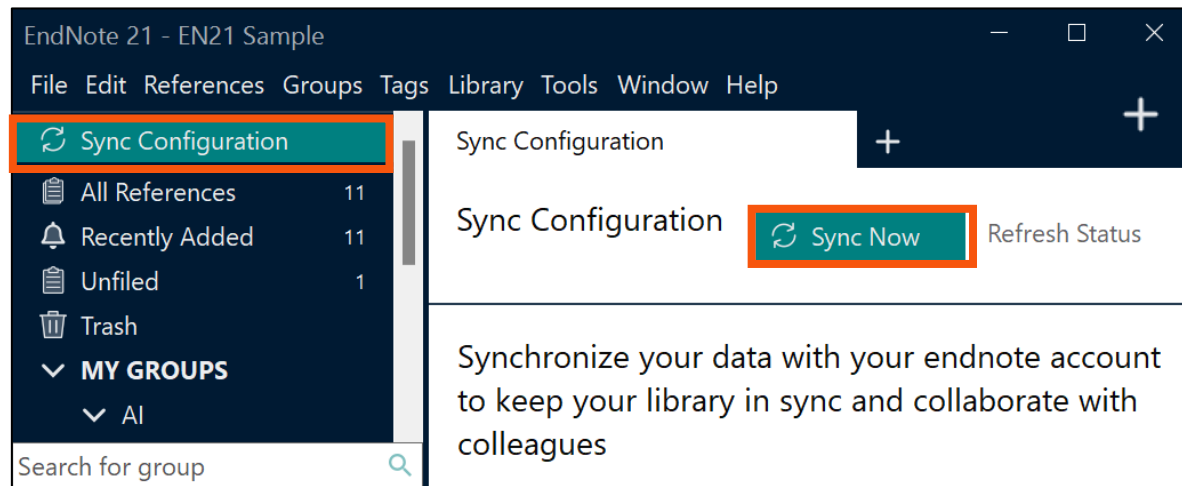 EndNote 21 - EN21 Sample
File Edit References Groups Tags Library Tools Window Help
Sync Configuration
All References 11
Recently Added 11
Unfiled 1
Trash
MY GROUPS
AI
Search for group
Sync Configuration
Sync Configuration
Sync Now
Refresh Status
Synchronize your data with your endnote account
to keep your library in sync and collaborate with
colleagues